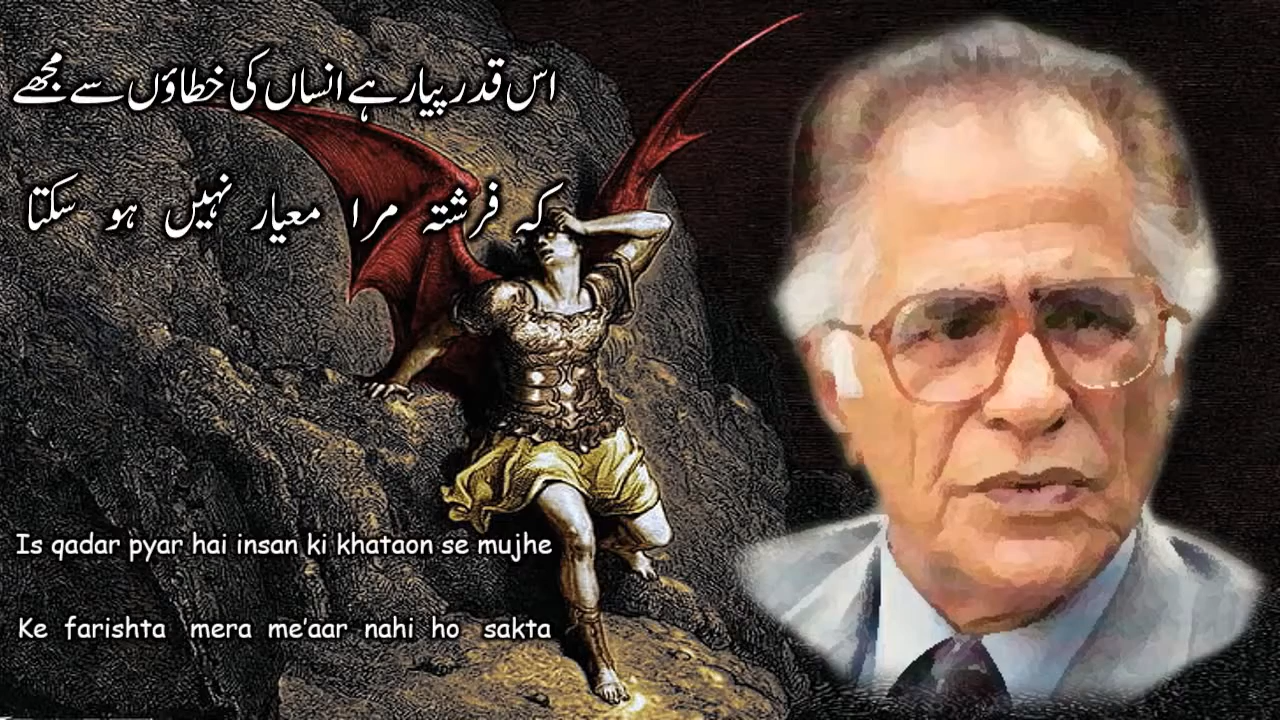 اس قدر پیار ہے انساں کی خطاؤں سے مجھے
کہ فرشتہ مرا معیار نہیں ہو سکتا
Is qadar pyar hai insan ki khataon se mujhe
Ke farishta mera me’aar nahi ho sakta